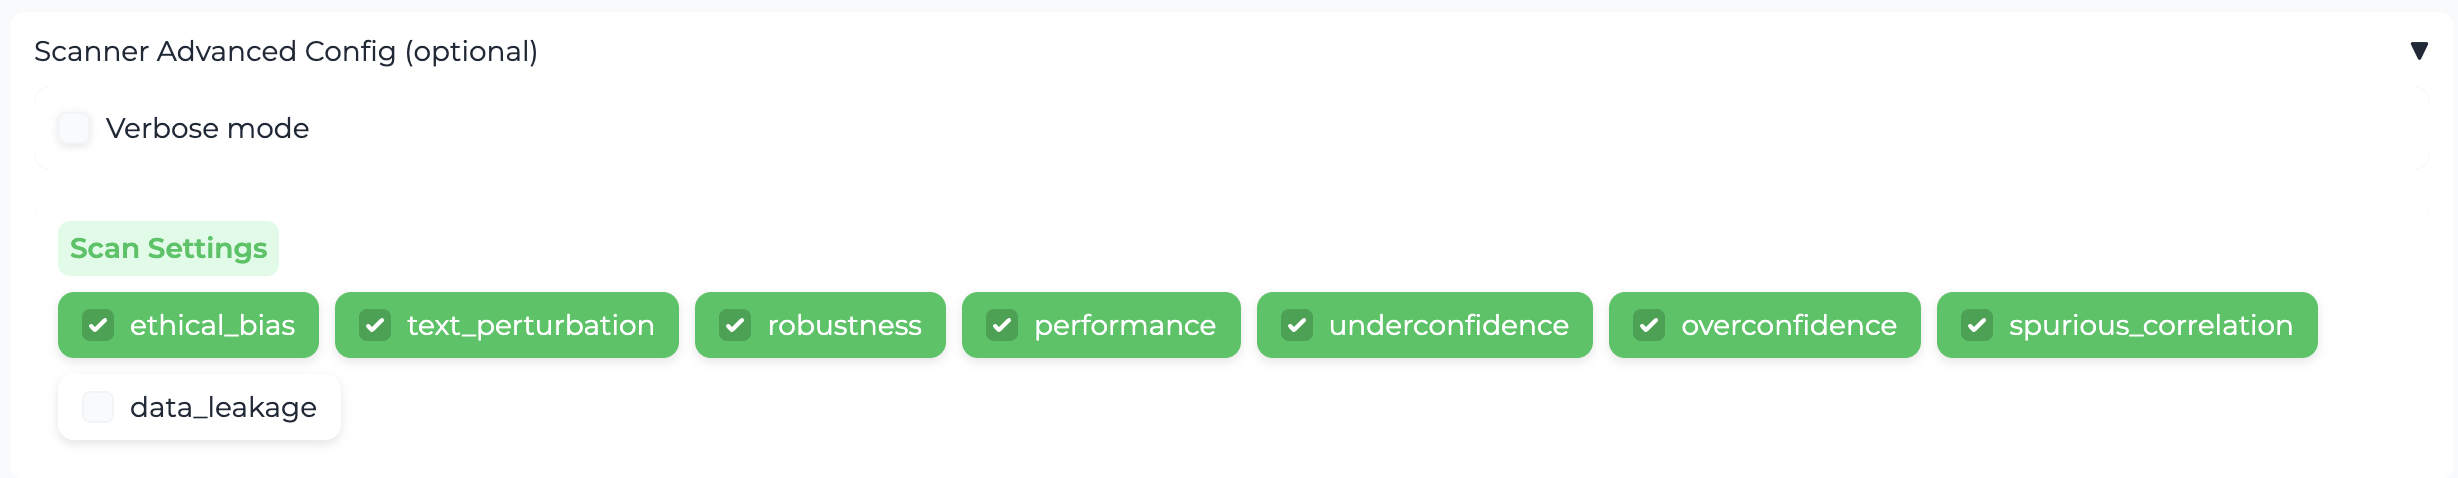 Scanner Advanced Config (optional)
Verbose mode
Scan Settings
ethical_bias text_perturbation robustness performance underconfidence overconfidence spurious_correlation
data_leakage